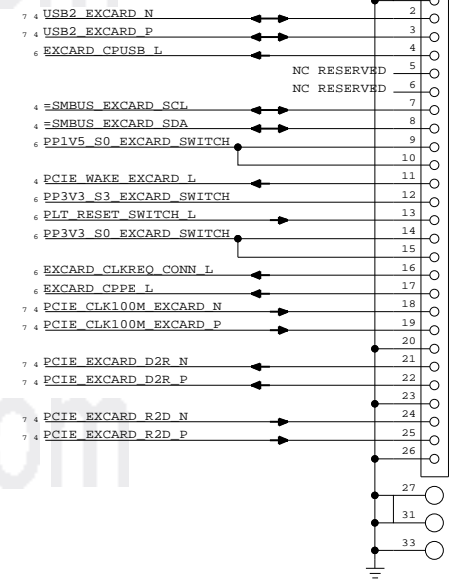 7 4 USB2_EXCARD_N 2
7 4 USB2_EXCARD_P 3
6 EXCARD_CPUSB_L 4
NC RESERVED 5
NC RESERVED 6
4 =SMBUS_EXCARD_SCL 7
4 =SMBUS_EXCARD_SDA 8
6 PP1V5_S0_EXCARD_SWITCH 9
10
4 PCIE_WAKE_EXCARD_L 11
6 PP3V3_S3_EXCARD_SWITCH 12
6 PLT_RESET_SWITCH_L 13
6 PP3V3_S0_EXCARD_SWITCH 14
15
6 EXCARD_CLKREQ_CONN_L 16
6 EXCARD_CPPE_L 17
7 4 PCIE_CLK100M_EXCARD_N 18
7 4 PCIE_CLK100M_EXCARD_P 19
20
7 4 PCIE_EXCARD_D2R_N 21
7 4 PCIE_EXCARD_D2R_P 22
23
7 4 PCIE_EXCARD_R2D_N 24
7 4 PCIE_EXCARD_R2D_P 25
26
om
27
31
33